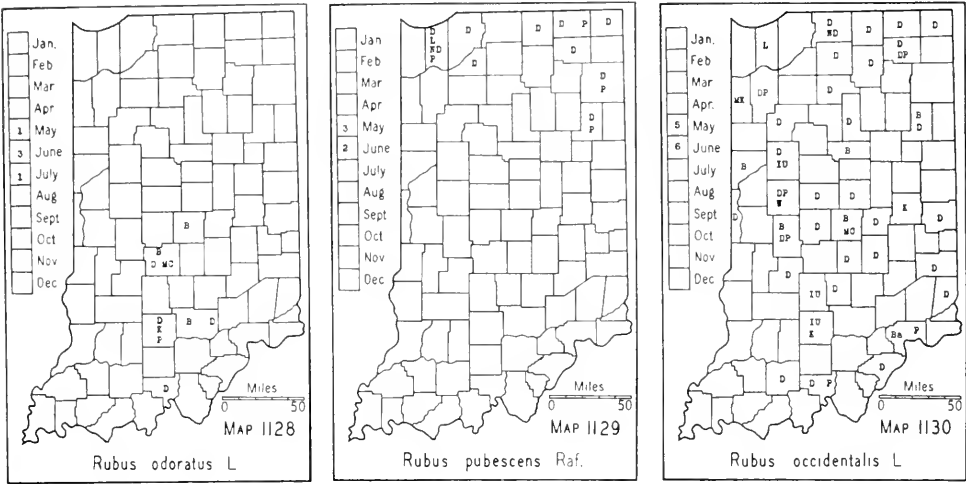 Jan.
Feb
Mar
Apr
1 May
3 June
1 July
Aug
Sept
Oct
Nov
Dec
B
B
D MC
D
K
P
B D
D
Miles
0 50
MAP 1128
Rubus odoratus L
Jan
Feb
Mar
Apr
3 May
2 June
July
Aug
Sept
Oct
Nov
Dec
D
L
ND
P
D
D
D
D P D
D
D
P
D
P
Miles
0 50
MAP 1129
Rubus pubescens Raf.
Jan.
Feb
Mar
Apr.
5 May
6 June
July
Aug
Sept
Oct
Nov
Dec
L
D
ND
D
D
D
D
DP
D
D
MK
DP
D
D
D
B
D
D
IU
B
B
DP
W
D
D
K
D
D
B
DP
D
B
MC
D
D
D
D
D
D
IU
D
D
IU
K
Ba
P
D
D
D P
Miles
0 50
MAP 1130
Rubus occidentalis L